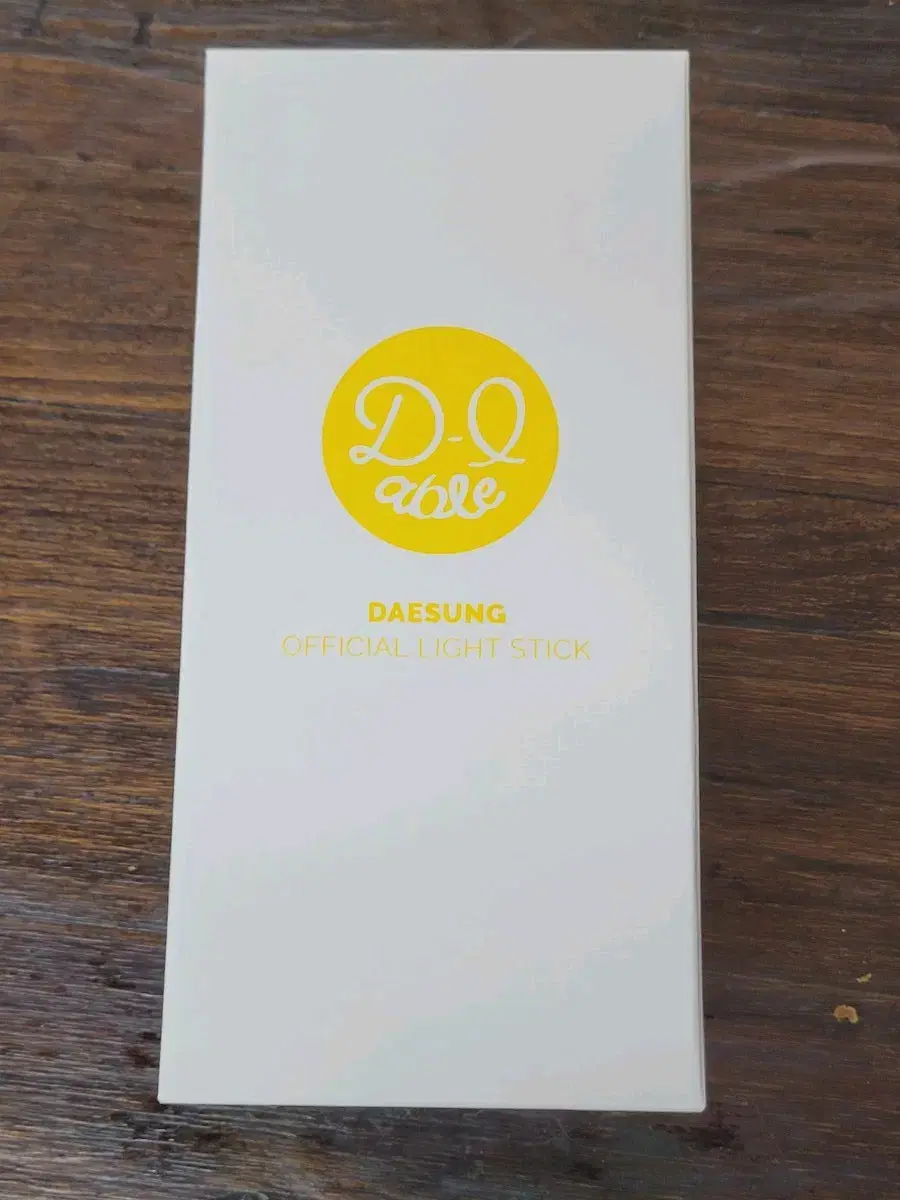 D-L
able
DAESUNG
OFFICIAL LIGHT STICK